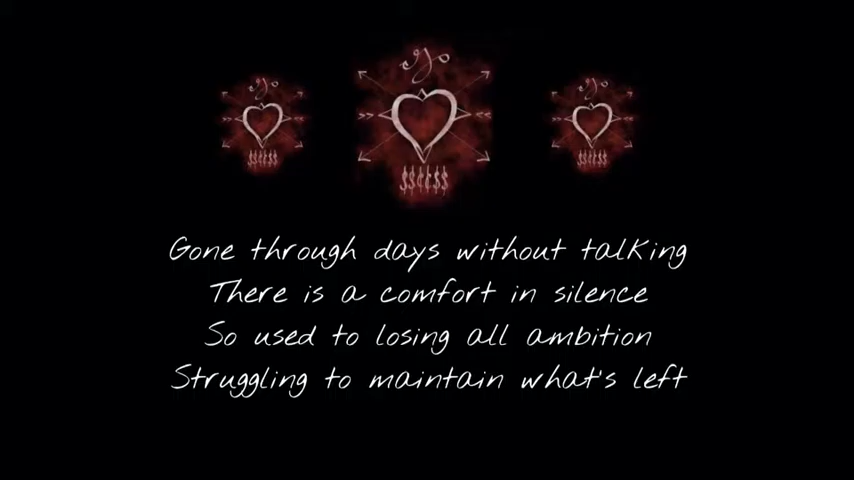 Gone through days without talking
There is a comfort in silence
So used to losing all ambition
Struggling to maintain what's left